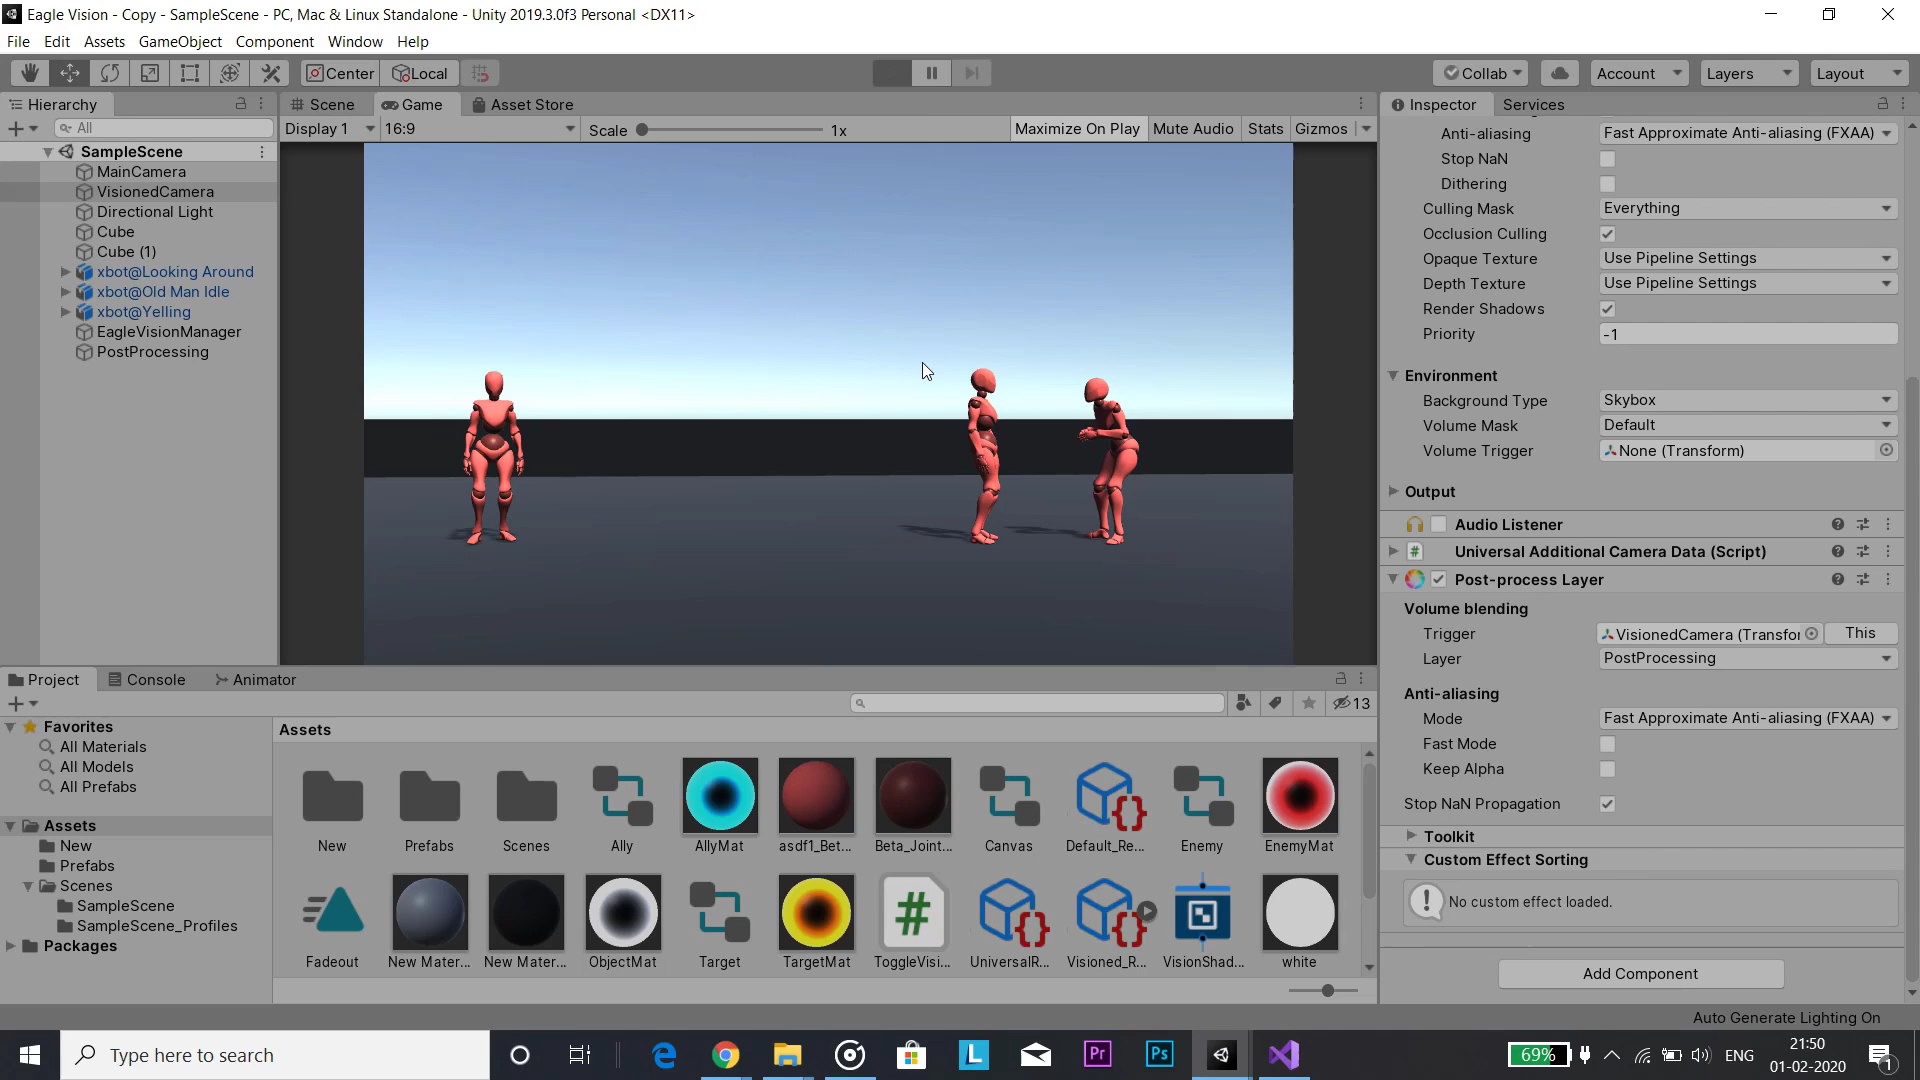 Eagle Vision - Copy - SampleScene - PC, Mac & Linux Standalone - Unity 2019.3.0f3 Personal <DX11>
File Edit Assets GameObject Component Window Help
Center Local Collab Account Layers Layout
Hierarchy
All
SampleScene
MainCamera
VisionedCamera
Directional Light
Cube
Cube (1)
xbot@Looking Around
xbot@Old Man Idle
xbot@Yelling
EagleVisionManager
PostProcessing
Scene Game Asset Store
Display 1 16:9 Scale 1x Maximize On Play Mute Audio Stats Gizmos
Inspector Services
Anti-aliasing Fast Approximate Anti-aliasing (FXAA)
Stop NaN
Dithering
Culling Mask Everything
Occlusion Culling
Opaque Texture Use Pipeline Settings
Depth Texture Use Pipeline Settings
Render Shadows
Priority -1
Environment
Background Type Skybox
Volume Mask Default
Volume Trigger None (Transform)
Output
Audio Listener
Universal Additional Camera Data (Script)
Post-process Layer
Volume blending
Trigger VisionedCamera (Transfor This
Layer PostProcessing
Anti-aliasing
Mode Fast Approximate Anti-aliasing (FXAA)
Fast Mode
Keep Alpha
Stop NaN Propagation
Toolkit
Custom Effect Sorting
No custom effect loaded.
Add Component
Project Console Animator
13
Favorites
All Materials
All Models
All Prefabs
Assets
New
Prefabs
Scenes
SampleScene
SampleScene_Profiles
Packages
Assets
New Prefabs Scenes Ally AllyMat asdf1_Bet... Beta_Joint... Canvas Default_Re... Enemy EnemyMat
Fadeout New Mater... New Mater... ObjectMat Target TargetMat ToggleVisi... UniversalR... Visioned_R... VisionShad... white
Auto Generate Lighting On
Type here to search
69% ENG
21:50
01-02-2020
1